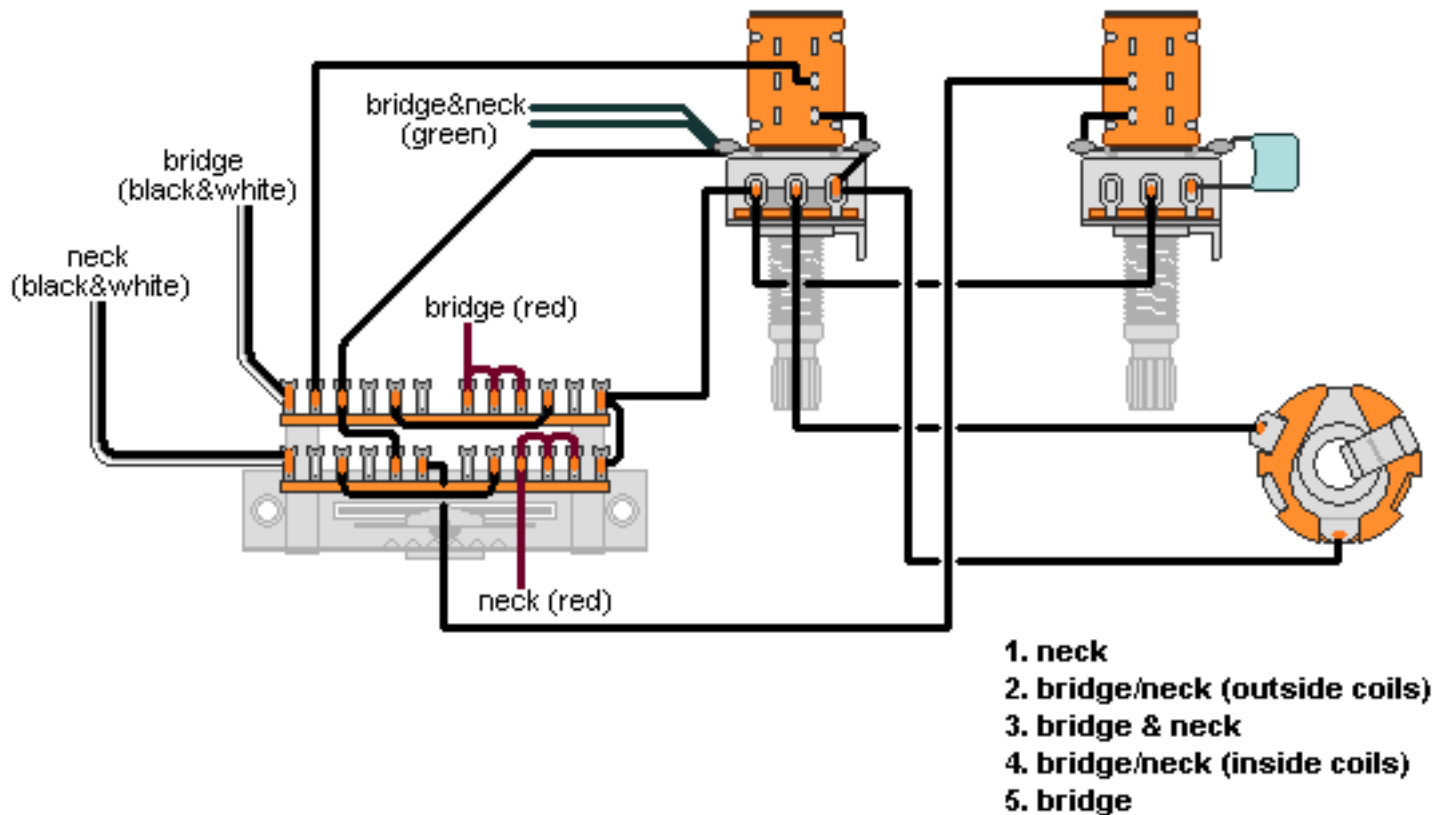 bridge&neck
(green)
bridge
(black&white)
neck
(black&white)
bridge (red)
neck (red)
1. neck
2. bridge/neck (outside coils)
3. bridge & neck
4. bridge/neck (inside coils)
5. bridge